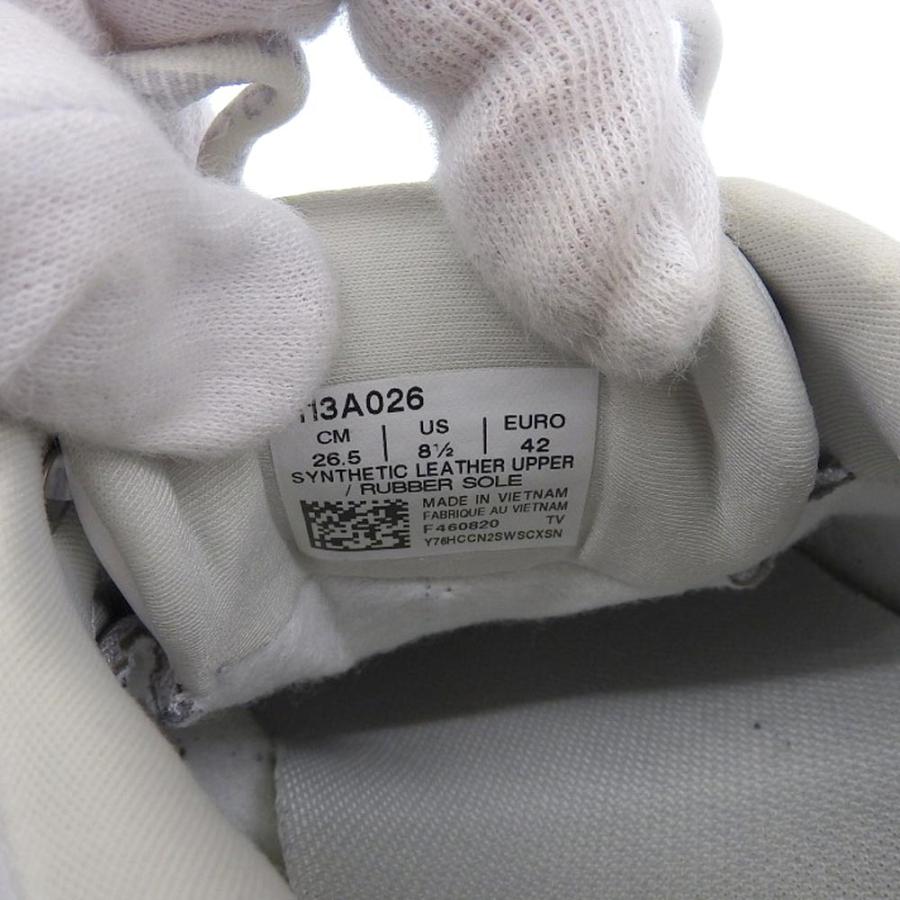 113A026
CM | US | EURO
26.5 | 8½ | 42
SYNTHETIC LEATHER UPPER
/ RUBBER SOLE
MADE IN VIETNAM
FABRIQUE AU VIETNAM
F460820 TV
Y76HCCN2SWSCXSN